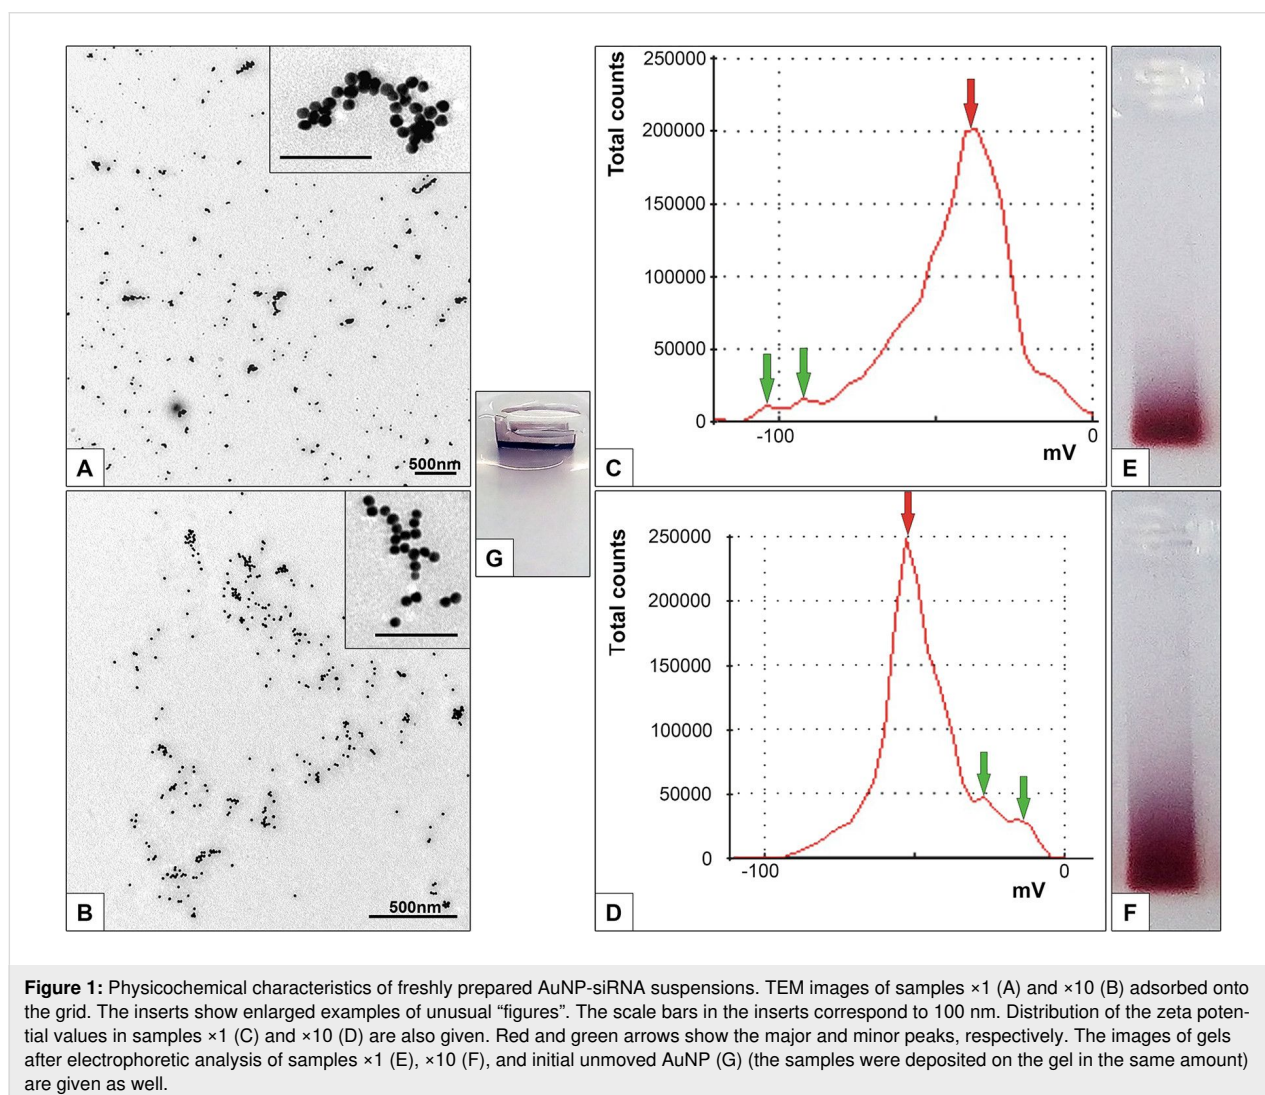 A
500nm
B
500nm
G
Total counts
250000
200000
150000
100000
50000
0
-100
0
mV
C
E
Total counts
250000
200000
150000
100000
50000
0
-100
0
mV
D
F
Figure 1: Physicochemical characteristics of freshly prepared AuNP-siRNA suspensions. TEM images of samples ×1 (A) and ×10 (B) adsorbed onto
the grid. The inserts show enlarged examples of unusual “figures”. The scale bars in the inserts correspond to 100 nm. Distribution of the zeta poten-
tial values in samples ×1 (C) and ×10 (D) are also given. Red and green arrows show the major and minor peaks, respectively. The images of gels
after electrophoretic analysis of samples ×1 (E), ×10 (F), and initial unmoved AuNP (G) (the samples were deposited on the gel in the same amount)
are given as well.